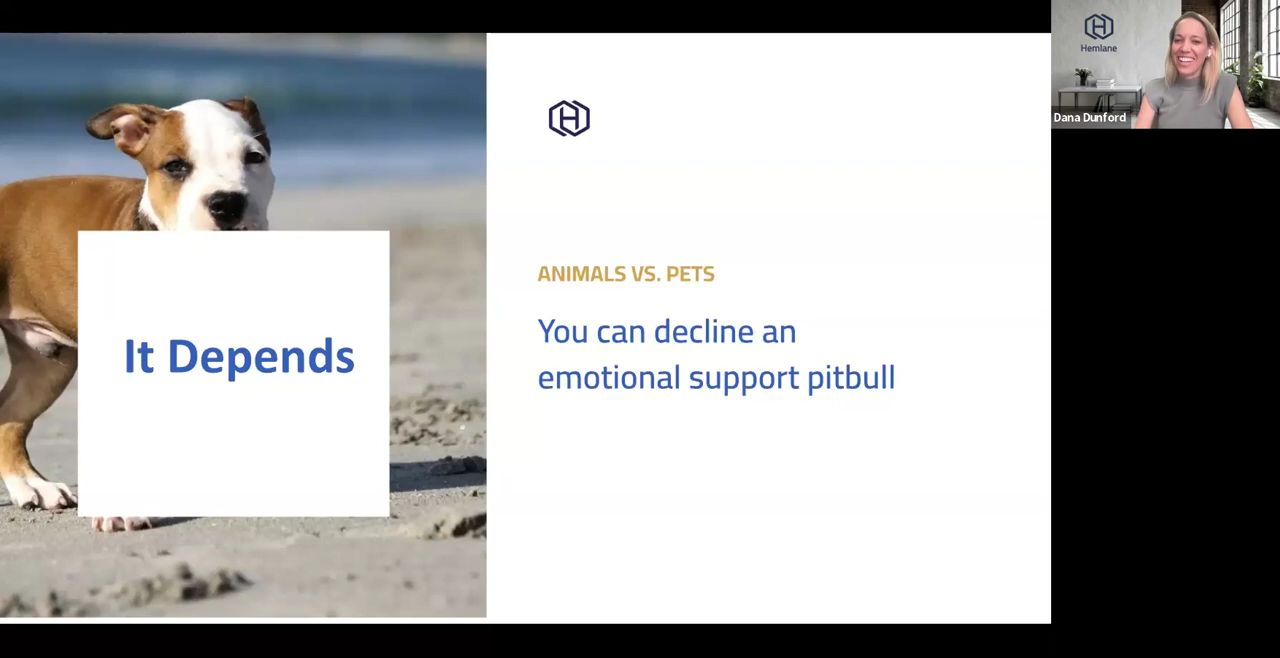 It Depends
ANIMALS VS. PETS
You can decline an
emotional support pitbull
Hemlane
Dana Dunford